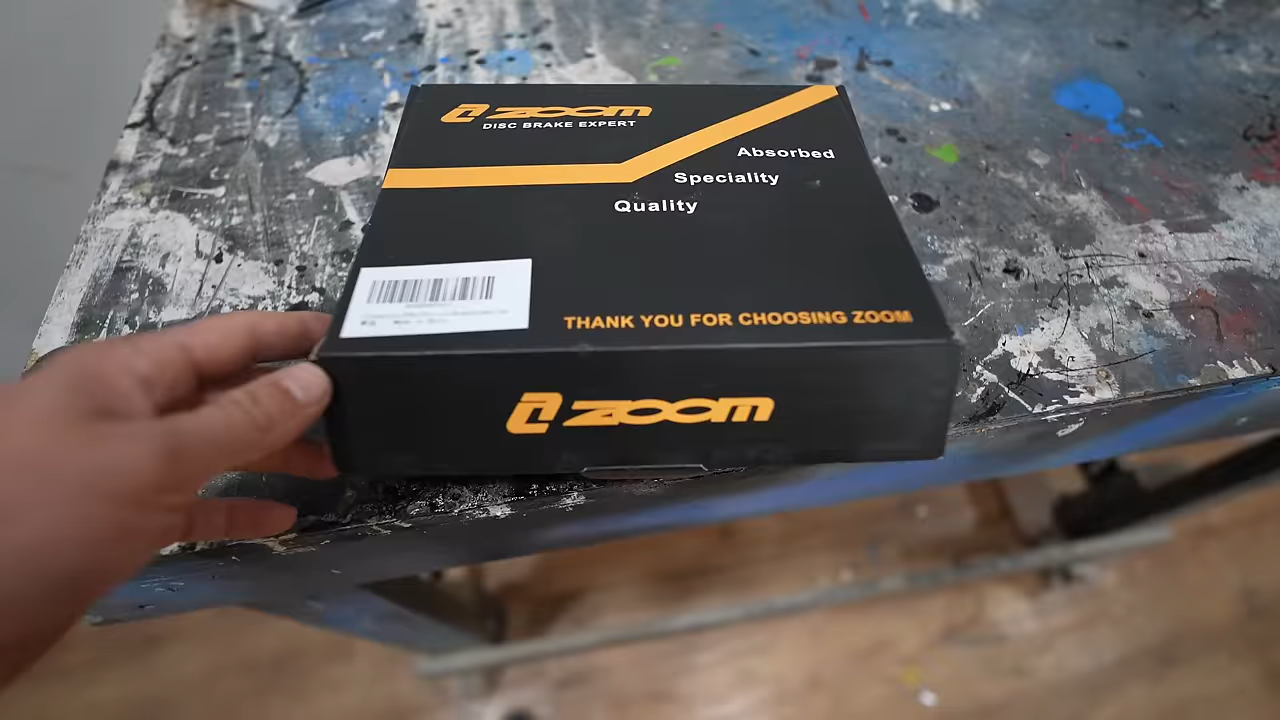 ZOOM
DISC BRAKE EXPERT
Absorbed
Speciality
Quality
THANK YOU FOR CHOOSING ZOOM
ZOOM